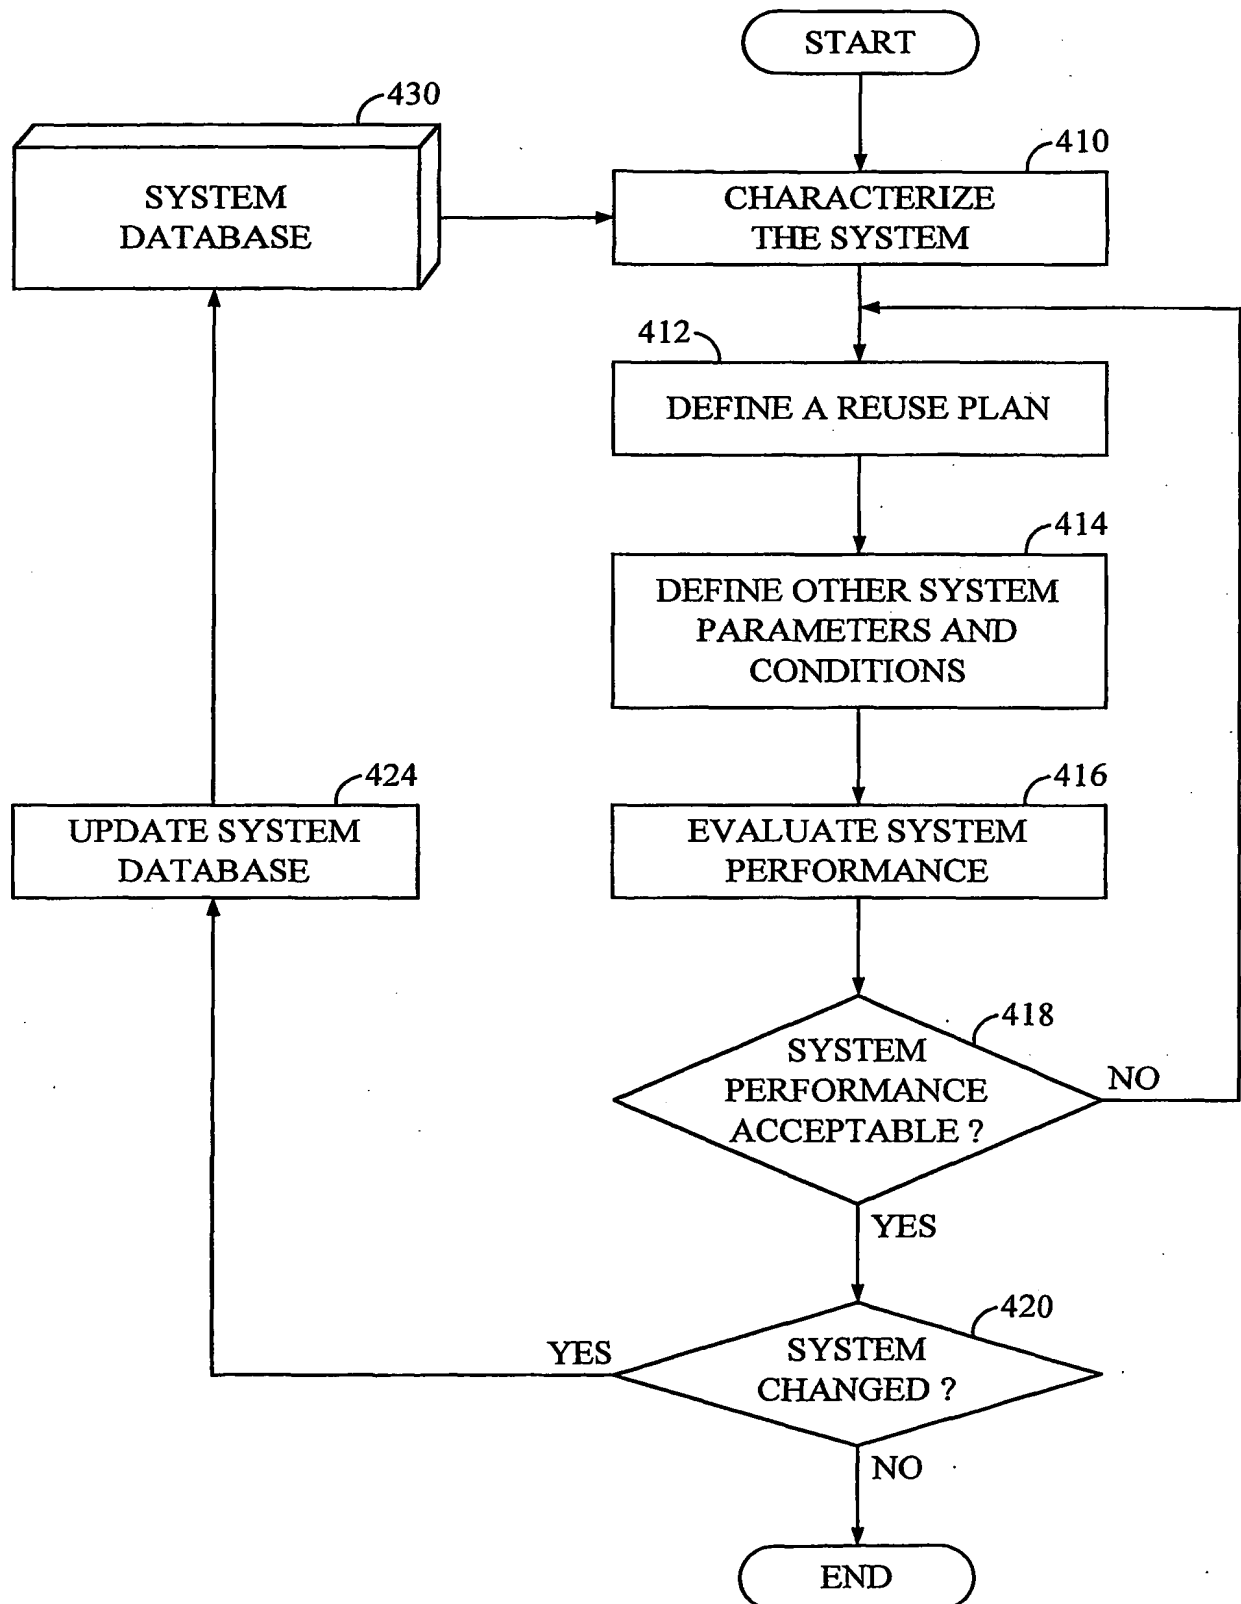 START
430
410
SYSTEM
DATABASE
CHARACTERIZE
THE SYSTEM
412
DEFINE A REUSE PLAN
414
DEFINE OTHER SYSTEM
PARAMETERS AND
CONDITIONS
424
416
UPDATE SYSTEM
DATABASE
EVALUATE SYSTEM
PERFORMANCE
418
SYSTEM
PERFORMANCE
ACCEPTABLE ?
NO
YES
420
YES
SYSTEM
CHANGED ?
NO
END